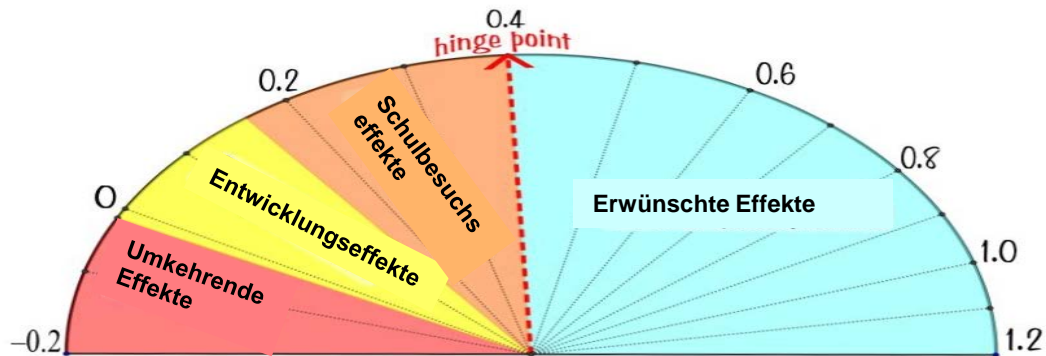 0.4
hinge point
0.2
0.6
Schulbesuchs
effekte
0.8
Entwicklungseffekte
0
Erwünschte Effekte
Umkehrende
Effekte
1.0
-0.2
1.2